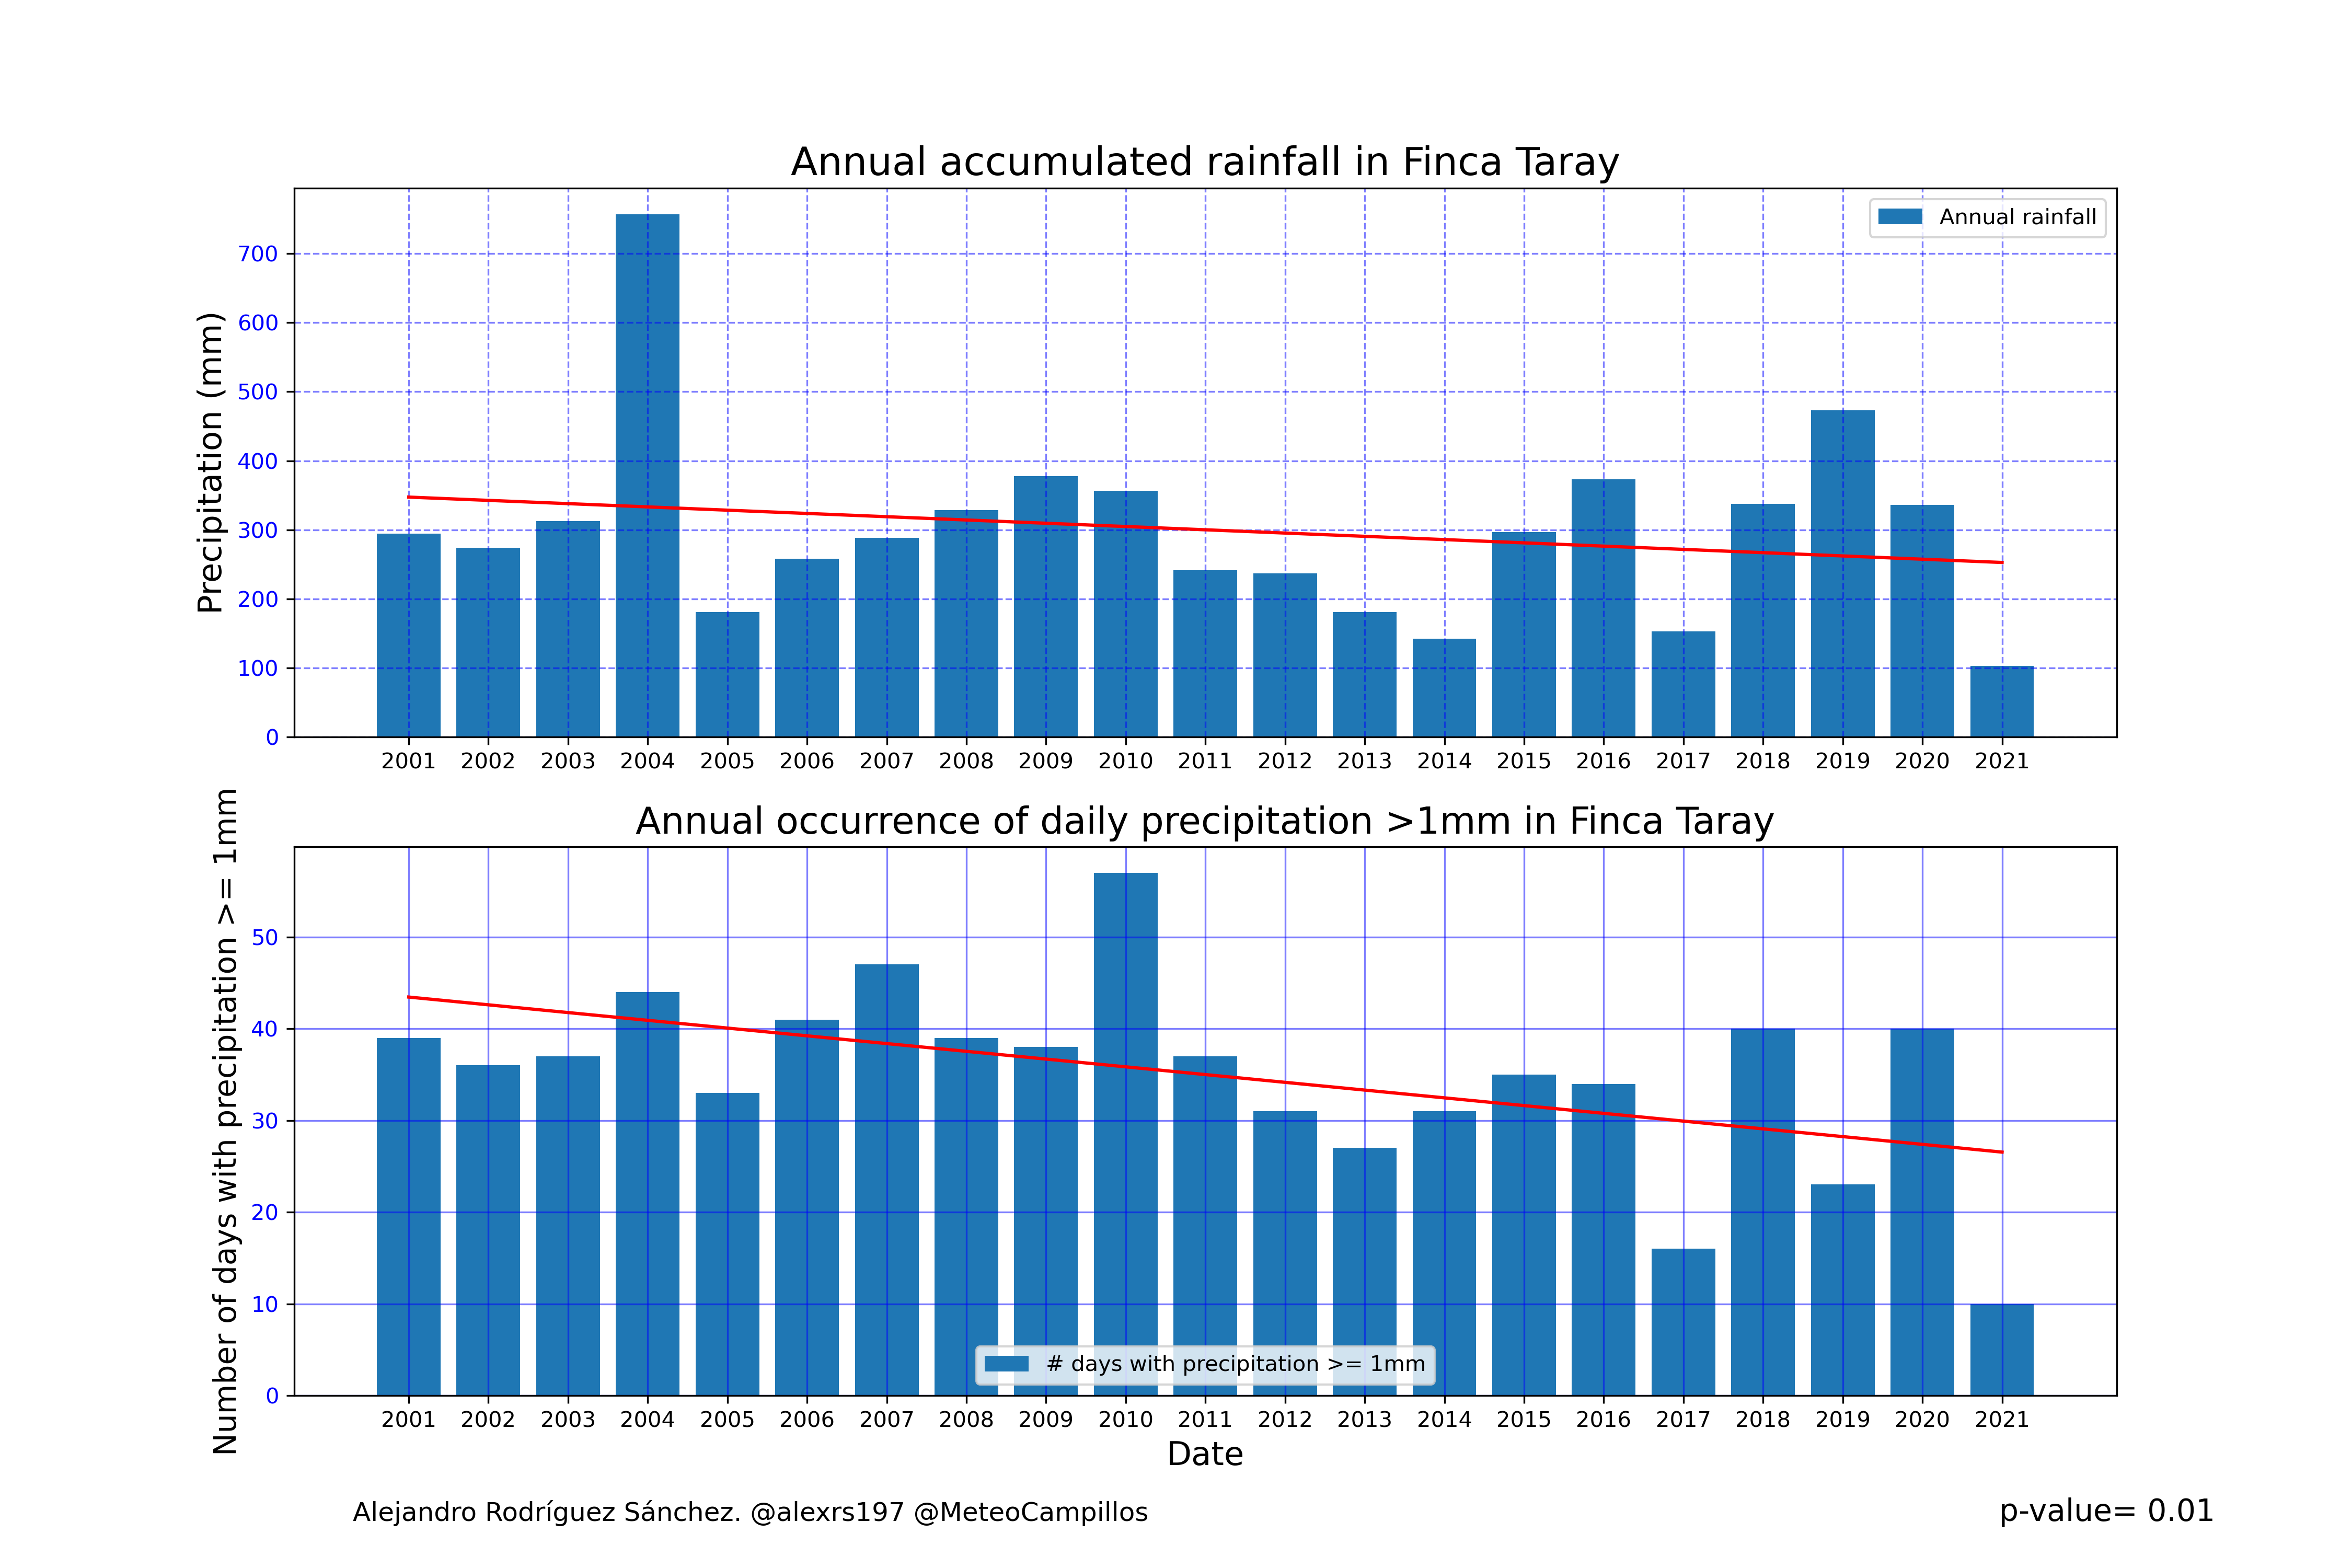 Annual accumulated rainfall in Finca Taray
Precipitation (mm)
700
600
500
400
300
200
100
0
Annual rainfall
2001 2002 2003 2004 2005 2006 2007 2008 2009 2010 2011 2012 2013 2014 2015 2016 2017 2018 2019 2020 2021
Annual occurrence of daily precipitation >1mm in Finca Taray
Number of days with precipitation >= 1mm
50
40
30
20
10
0
# days with precipitation >= 1mm
2001 2002 2003 2004 2005 2006 2007 2008 2009 2010 2011 2012 2013 2014 2015 2016 2017 2018 2019 2020 2021
Date
Alejandro Rodríguez Sánchez. @alexrs197 @MeteoCampillos
p-value= 0.01